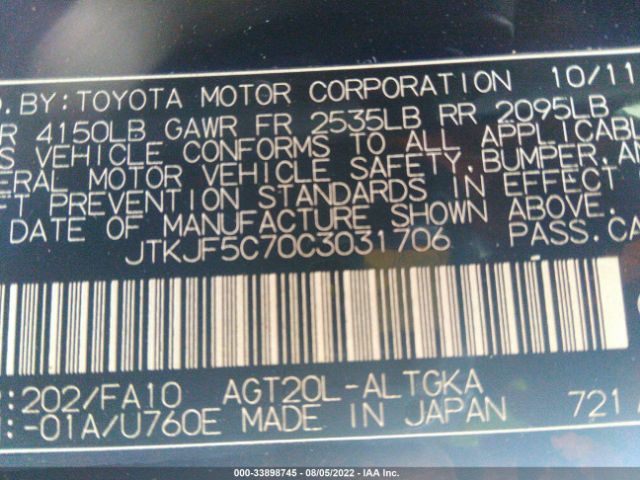 D.BY:TOYOTA MOTOR CORPORATION 10/11
R 4150LB GAWR FR 2535LB RR 2095LB
S VEHICLE CONFORMS TO ALL APPLICABL
ERAL MOTOR VEHICLE SAFETY,BUMPER,AN
FT PREVENTION STANDARDS IN EFFECT O
DATE OF MANUFACTURE SHOWN ABOVE.
JTKJF5C70C3031706 PASS.CA
:202/FA10 AGT20L-ALTGKA
:-01A/U760E MADE IN JAPAN 721
000-33898745 / 08/05/2022 - IAA Inc.